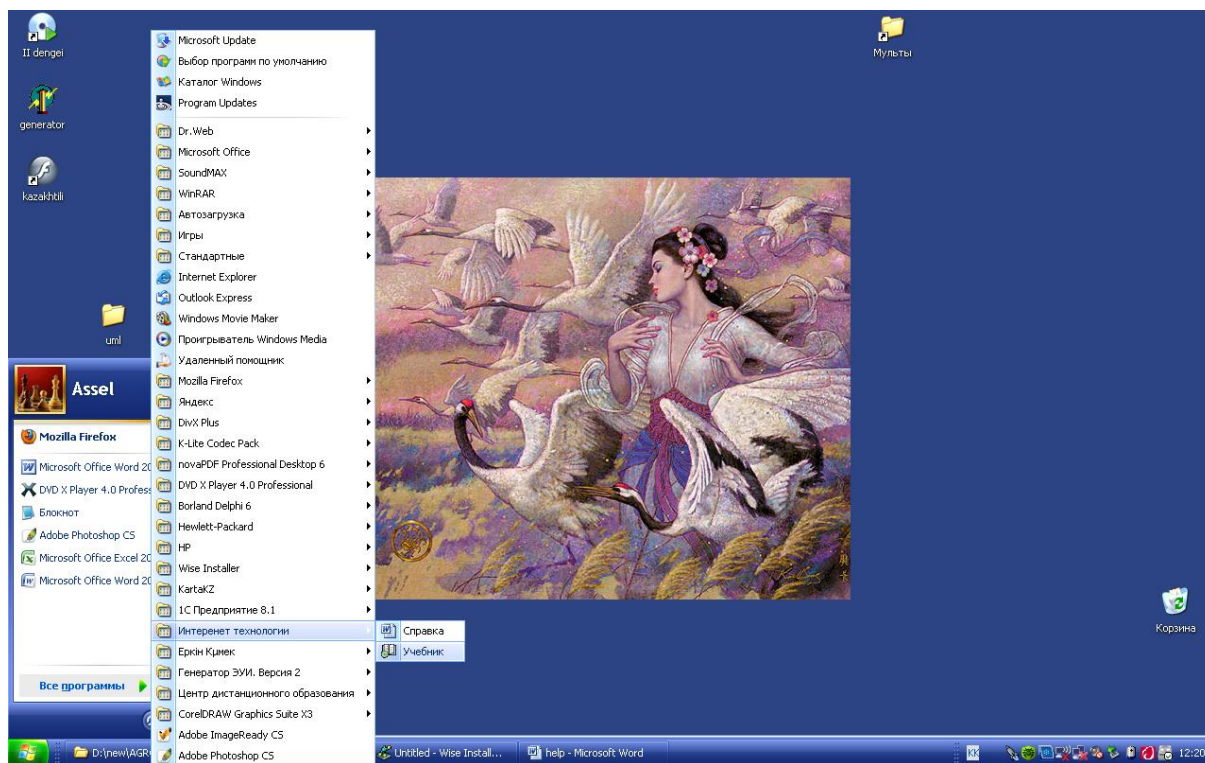 II dengei
generator
kazakhtili
uml
Мульты
Корзина
Microsoft Update
Выбор программ по умолчанию
Каталог Windows
Program Updates
Dr.Web
Microsoft Office
SoundMAX
WinRAR
Автозагрузка
Игры
Стандартные
Internet Explorer
Outlook Express
Windows Movie Maker
Проигрыватель Windows Media
Удаленный помощник
Mozilla Firefox
Яндекс
DivX Plus
K-Lite Codec Pack
novaPDF Professional Desktop 6
DVD X Player 4.0 Professional
Borland Delphi 6
Hewlett-Packard
HP
Wise Installer
KartaKZ
1С Предприятие 8.1
Интеренет технологии
Еркін Күмек
Генератор ЭУИ. Версия 2
Центр дистанционного образования
CorelDRAW Graphics Suite X3
Adobe ImageReady CS
Adobe Photoshop CS
Справка
Учебник
Assel
Mozilla Firefox
Microsoft Office Word 20
DVD X Player 4.0 Profess
Блокнот
Adobe Photoshop CS
Microsoft Office Excel 20
Microsoft Office Word 20
Все программы
D:\new\AGR
Untitled - Wise Install...
help - Microsoft Word
KK
12:20